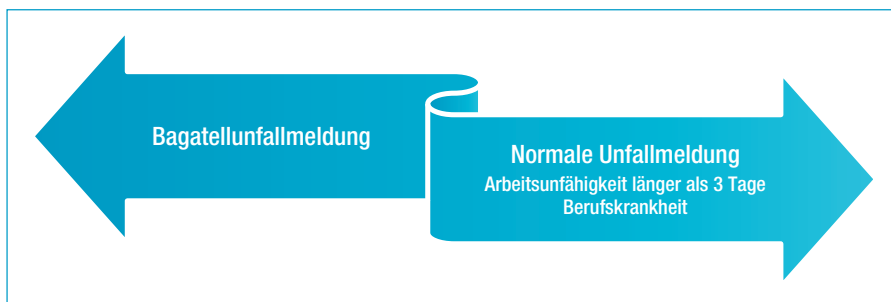 Bagatellunfallmeldung
Normale Unfallmeldung
Arbeitsunfähigkeit länger als 3 Tage
Berufskrankheit